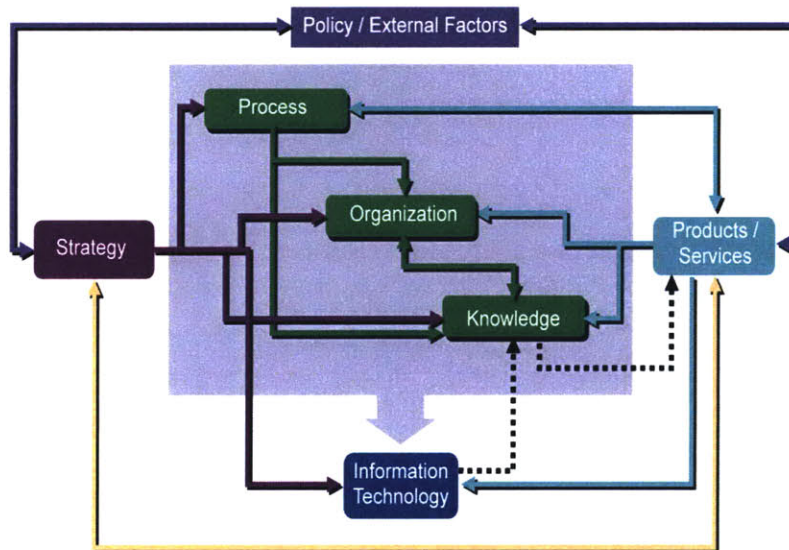 Policy / External Factors
Process
Organization
Strategy
Products /
Services
Knowledge
Information
Technology